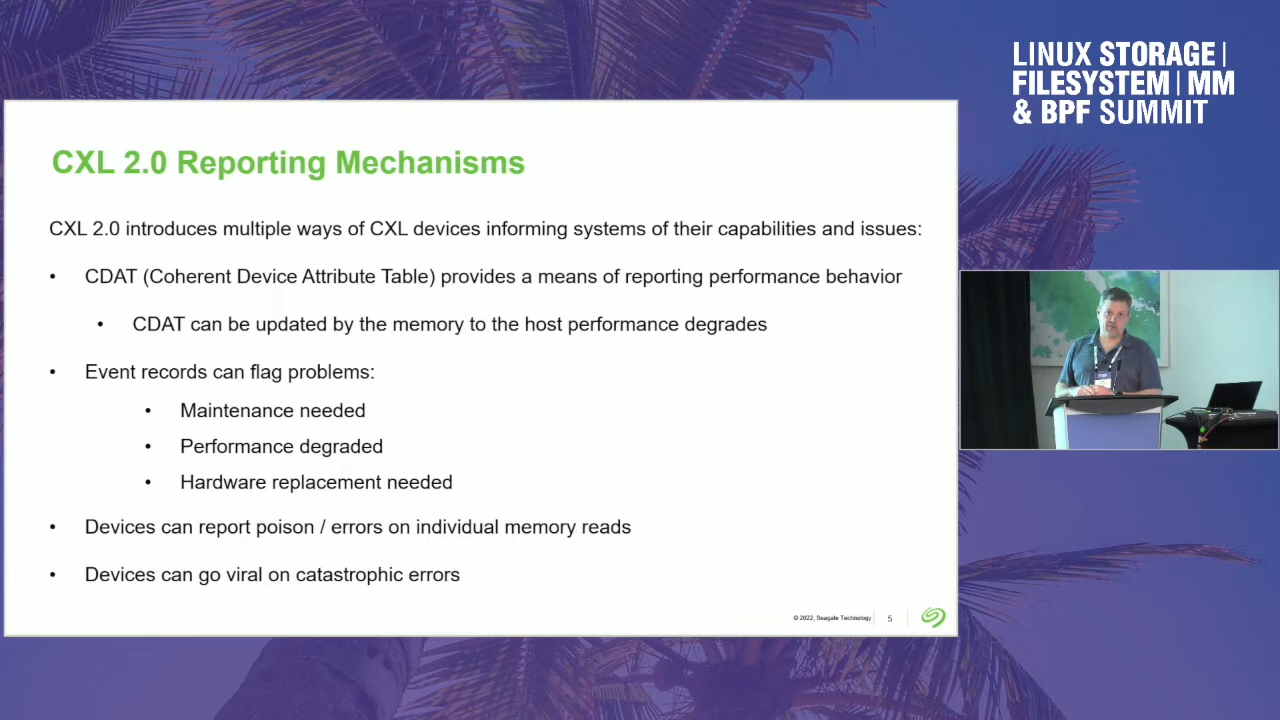 LINUX STORAGE |
FILESYSTEM | MM
& BPF SUMMIT
CXL 2.0 Reporting Mechanisms
CXL 2.0 introduces multiple ways of CXL devices informing systems of their capabilities and issues:
• CDAT (Coherent Device Attribute Table) provides a means of reporting performance behavior
• CDAT can be updated by the memory to the host performance degrades
• Event records can flag problems:
• Maintenance needed
• Performance degraded
• Hardware replacement needed
• Devices can report poison / errors on individual memory reads
• Devices can go viral on catastrophic errors
© 2022, Seagate Technology
5